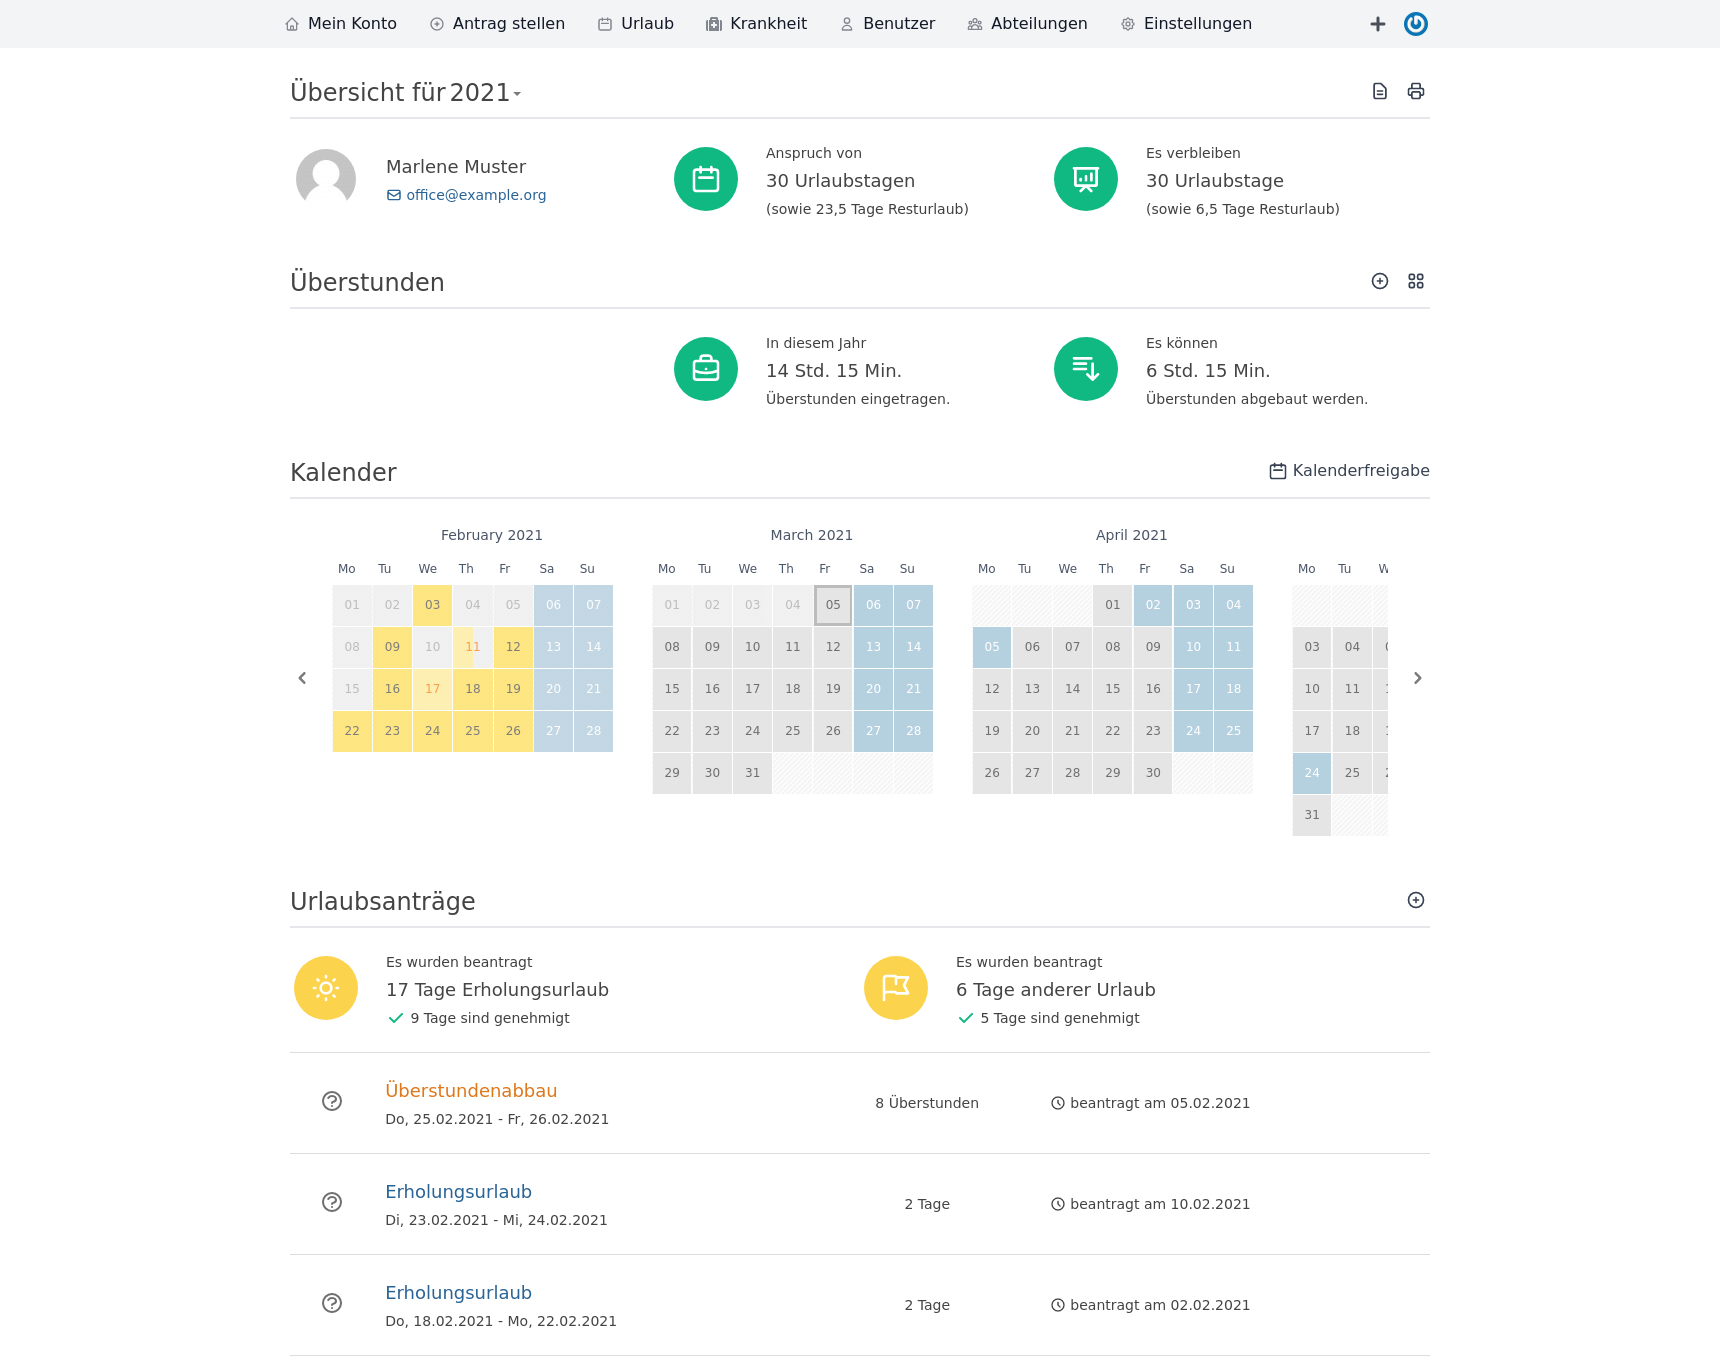 Mein Konto Antrag stellen Urlaub Krankheit Benutzer Abteilungen Einstellungen
Übersicht für 2021
Marlene Muster
office@example.org
Anspruch von
30 Urlaubstagen
(sowie 23,5 Tage Resturlaub)
Es verbleiben
30 Urlaubstage
(sowie 6,5 Tage Resturlaub)
Überstunden
In diesem Jahr
14 Std. 15 Min.
Überstunden eingetragen.
Es können
6 Std. 15 Min.
Überstunden abgebaut werden.
Kalender
Kalenderfreigabe
February 2021
Mo Tu We Th Fr Sa Su
01 02 03 04 05 06 07
08 09 10 11 12 13 14
15 16 17 18 19 20 21
22 23 24 25 26 27 28
March 2021
Mo Tu We Th Fr Sa Su
01 02 03 04 05 06 07
08 09 10 11 12 13 14
15 16 17 18 19 20 21
22 23 24 25 26 27 28
29 30 31
April 2021
Mo Tu We Th Fr Sa Su
01 02 03 04
05 06 07 08 09 10 11
12 13 14 15 16 17 18
19 20 21 22 23 24 25
26 27 28 29 30
Mo Tu
03 04
10 11
17 18
24 25
31
Urlaubsanträge
Es wurden beantragt
17 Tage Erholungsurlaub
9 Tage sind genehmigt
Es wurden beantragt
6 Tage anderer Urlaub
5 Tage sind genehmigt
Überstundenabbau
Do, 25.02.2021 - Fr, 26.02.2021
8 Überstunden
beantragt am 05.02.2021
Erholungsurlaub
Di, 23.02.2021 - Mi, 24.02.2021
2 Tage
beantragt am 10.02.2021
Erholungsurlaub
Do, 18.02.2021 - Mo, 22.02.2021
2 Tage
beantragt am 02.02.2021